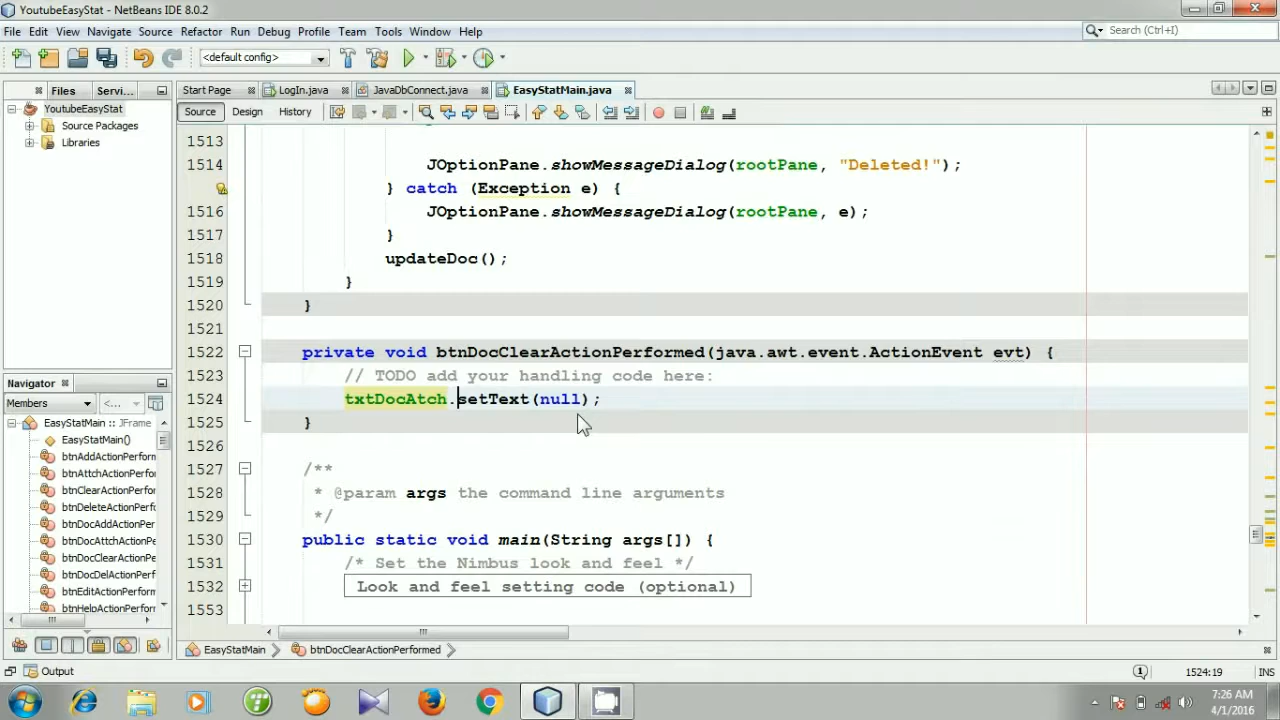 YoutubeEasyStat - NetBeans IDE 8.0.2
File Edit View Navigate Source Refactor Run Debug Profile Team Tools Window Help
Search (Ctrl+I)
<default config>
Files Servi...
Start Page LogIn.java JavaDbConnect.java EasyStatMain.java
YoutubeEasyStat
Source Packages
Libraries
Source Design History
1513
1514 JOptionPane.showMessageDialog(rootPane, "Deleted!");
} catch (Exception e) {
1516 JOptionPane.showMessageDialog(rootPane, e);
1517 }
1518 updateDoc();
1519 }
1520 }
1521
1522 private void btnDocClearActionPerformed(java.awt.event.ActionEvent evt) {
1523 // TODO add your handling code here:
1524 txtDocAtch.setText(null);
1525 }
1526
1527 /**
1528 * @param args the command line arguments
1529 */
1530 public static void main(String args[]) {
1531 /* Set the Nimbus look and feel */
1532 Look and feel setting code (optional)
1553
Navigator
Members <...
EasyStatMain :: JFrame
EasyStatMain()
btnAddActionPerform
btnAttchActionPerfor
btnClearActionPerfor
btnDeleteActionPerfo
btnDocAddActionPer
btnDocAttchActionPe
btnDocClearActionPe
btnDocDelActionPerf
btnEditActionPerform
btnHelpActionPerform
EasyStatMain btnDocClearActionPerformed
Output
1 1524:19 INS
7:26 AM
4/1/2016